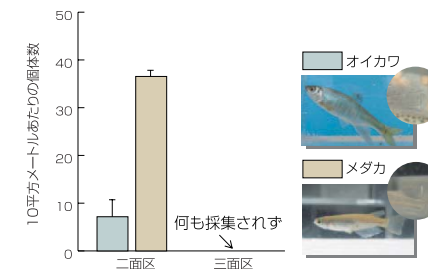 50
40
30
20
10
0
10平方メートルあたりの個体数
何も採集されず
二面区
三面区
オイカワ
メダカ